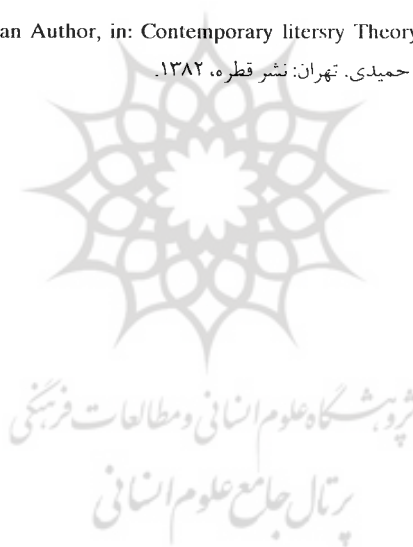 an Author, in: Contemporary litersry Theory
حمیدی. تهران: نشر قطره، ۱۳۸۲.
پژوهشگاه علوم انسانی و مطالعات فرهنگی
پرتال جامع علوم انسانی